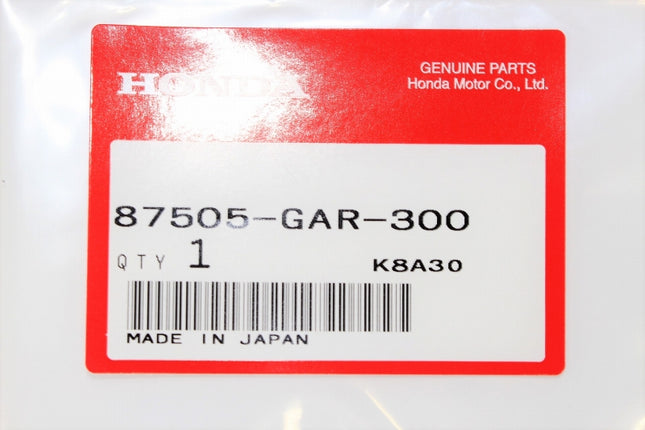 HONDA
GENUINE PARTS
Honda Motor Co., Ltd.
87505-GAR-300
QTY 1 K8A30
MADE IN JAPAN